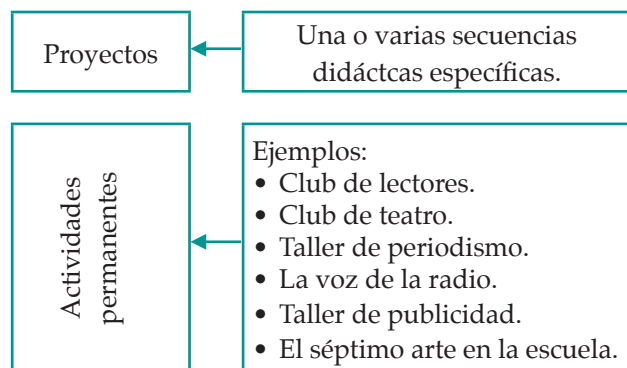 Proyectos
Una o varias secuencias
didáctcas específicas.
Actividades
permanentes
Ejemplos:
• Club de lectores.
• Club de teatro.
• Taller de periodismo.
• La voz de la radio.
• Taller de publicidad.
• El séptimo arte en la escuela.